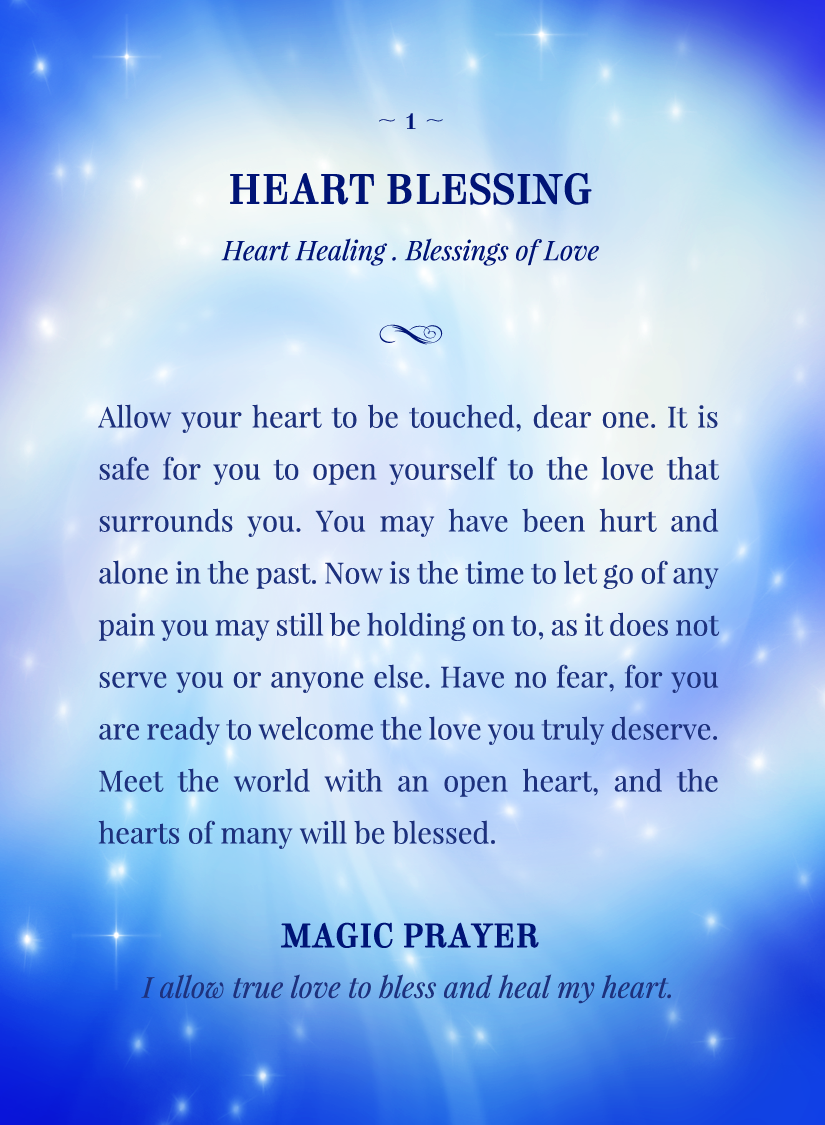 ~ 1 ~
HEART BLESSING
Heart Healing . Blessings of Love
Allow your heart to be touched, dear one. It is
safe for you to open yourself to the love that
surrounds you. You may have been hurt and
alone in the past. Now is the time to let go of any
pain you may still be holding on to, as it does not
serve you or anyone else. Have no fear, for you
are ready to welcome the love you truly deserve.
Meet the world with an open heart, and the
hearts of many will be blessed.
MAGIC PRAYER
I allow true love to bless and heal my heart.